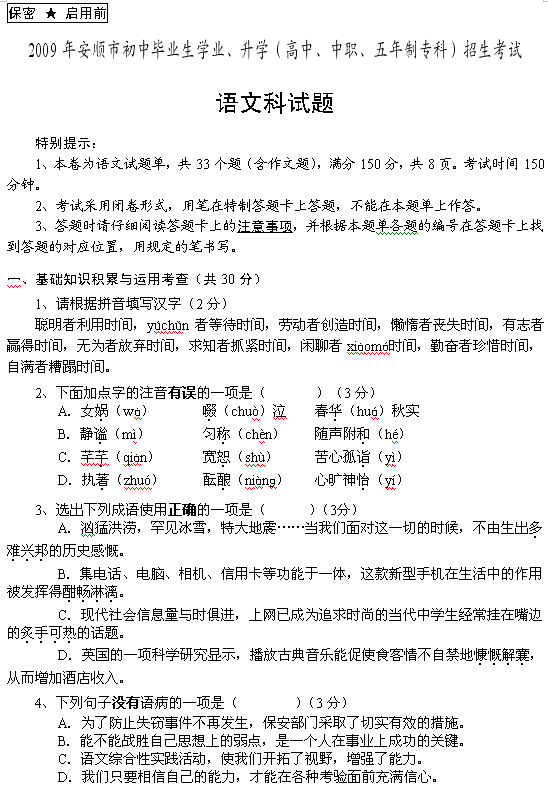 保密 ★ 启用前
2009年安顺市初中毕业生学业、升学（高中、中职、五年制专科）招生考试
语文科试题
特别提示：
1、本卷为语文试题单，共33个题（含作文题），满分150分，共8页。考试时间150
分钟。
2、考试采用闭卷形式，用笔在特制答题卡上答题，不能在本题单上作答。
3、答题时请仔细阅读答题卡上的注意事项，并根据本题单各题的编号在答题卡上找
到答题的对应位置，用规定的笔书写。
一、基础知识积累与运用考查（共30分）
1、请根据拼音填写汉字（2分）
聪明者利用时间，yúchǔn者等待时间，劳动者创造时间，懒惰者丧失时间，有志者
赢得时间，无为者放弃时间，求知者抓紧时间，闲聊者xiāomó时间，勤奋者珍惜时间，
自满者糟蹋时间。
2、下面加点字的注音有误的一项是（ ）（3分）
A．女娲（wā） 啜（chuò）泣 春华（huá）秋实
B．静谧（mì） 匀称（chèn） 随声附和（hé）
C．芊芊（qiān） 宽恕（shù） 苦心孤诣（yì）
D．执著（zhuó） 酝酿（niàng） 心旷神怡（yí）
3、选出下列成语使用正确的一项是（ ）（3分）
A．汹猛洪涝，罕见冰雪，特大地震……当我们面对这一切的时候，不由生出多
难兴邦的历史感慨。
B．集电话、电脑、相机、信用卡等功能于一体，这款新型手机在生活中的作用
被发挥得酣畅淋漓。
C．现代社会信息量与时俱进，上网已成为追求时尚的当代中学生经常挂在嘴边
的炙手可热的话题。
D．英国的一项科学研究显示，播放古典音乐能促使食客情不自禁地慷慨解囊，
从而增加酒店收入。
4、下列句子没有语病的一项是（ ）（3分）
A．为了防止失窃事件不再发生，保安部门采取了切实有效的措施。
B．能不能战胜自己思想上的弱点，是一个人在事业上成功的关键。
C．语文综合性实践活动，使我们开拓了视野，增强了能力。
D．我们只要相信自己的能力，才能在各种考验面前充满信心。